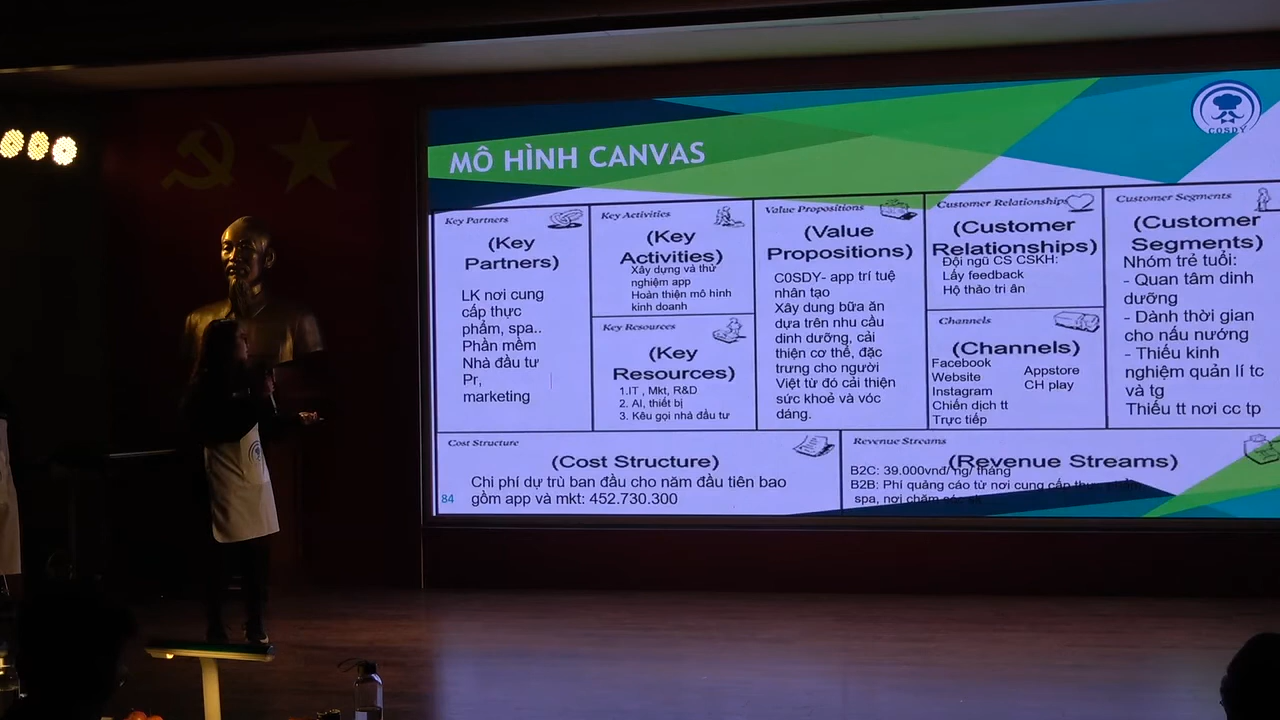 COSDY
MÔ HÌNH CANVAS
Key Partners
(Key
Partners)
LK nơi cung
cấp thực
phẩm, spa..
Phần mềm
Nhà đầu tư
Pr,
marketing
Key Activities
(Key
Activities)
Xây dựng và thử
nghiệm app
Hoàn thiện mô hình
kinh doanh
Key Resources
(Key
Resources)
1.IT , Mkt, R&D
2. AI, thiết bị
3. Kêu gọi nhà đầu tư
Value Propositions
(Value
Propositions)
C0SDY- app trí tuệ
nhân tạo
Xây dung bữa ăn
dựa trên nhu cầu
dinh dưỡng, cải
thiện cơ thể, đặc
trưng cho người
Việt từ đó cải thiện
sức khoẻ và vóc
dáng.
Customer Relationships
(Customer
Relationships)
Đội ngũ CS CSKH:
Lấy feedback
Hộ thảo tri ân
Channels
(Channels)
Facebook
Website
Instagram
Chiến dịch tt
Trực tiếp
Appstore
CH play
Customer Segments
(Customer
Segments)
Nhóm trẻ tuổi:
- Quan tâm dinh
dưỡng
- Dành thời gian
cho nấu nướng
- Thiếu kinh
nghiệm quản lí tc
và tg
Thiếu tt nơi cc tp
Cost Structure
(Cost Structure)
Chi phí dự trù ban đầu cho năm đầu tiên bao
gồm app và mkt: 452.730.300
84
Revenue Streams
(Revenue Streams)
B2C: 39.000vnđ/ ng/ tháng
B2B: Phí quảng cáo từ nơi cung cấp
spa, nơi chăm